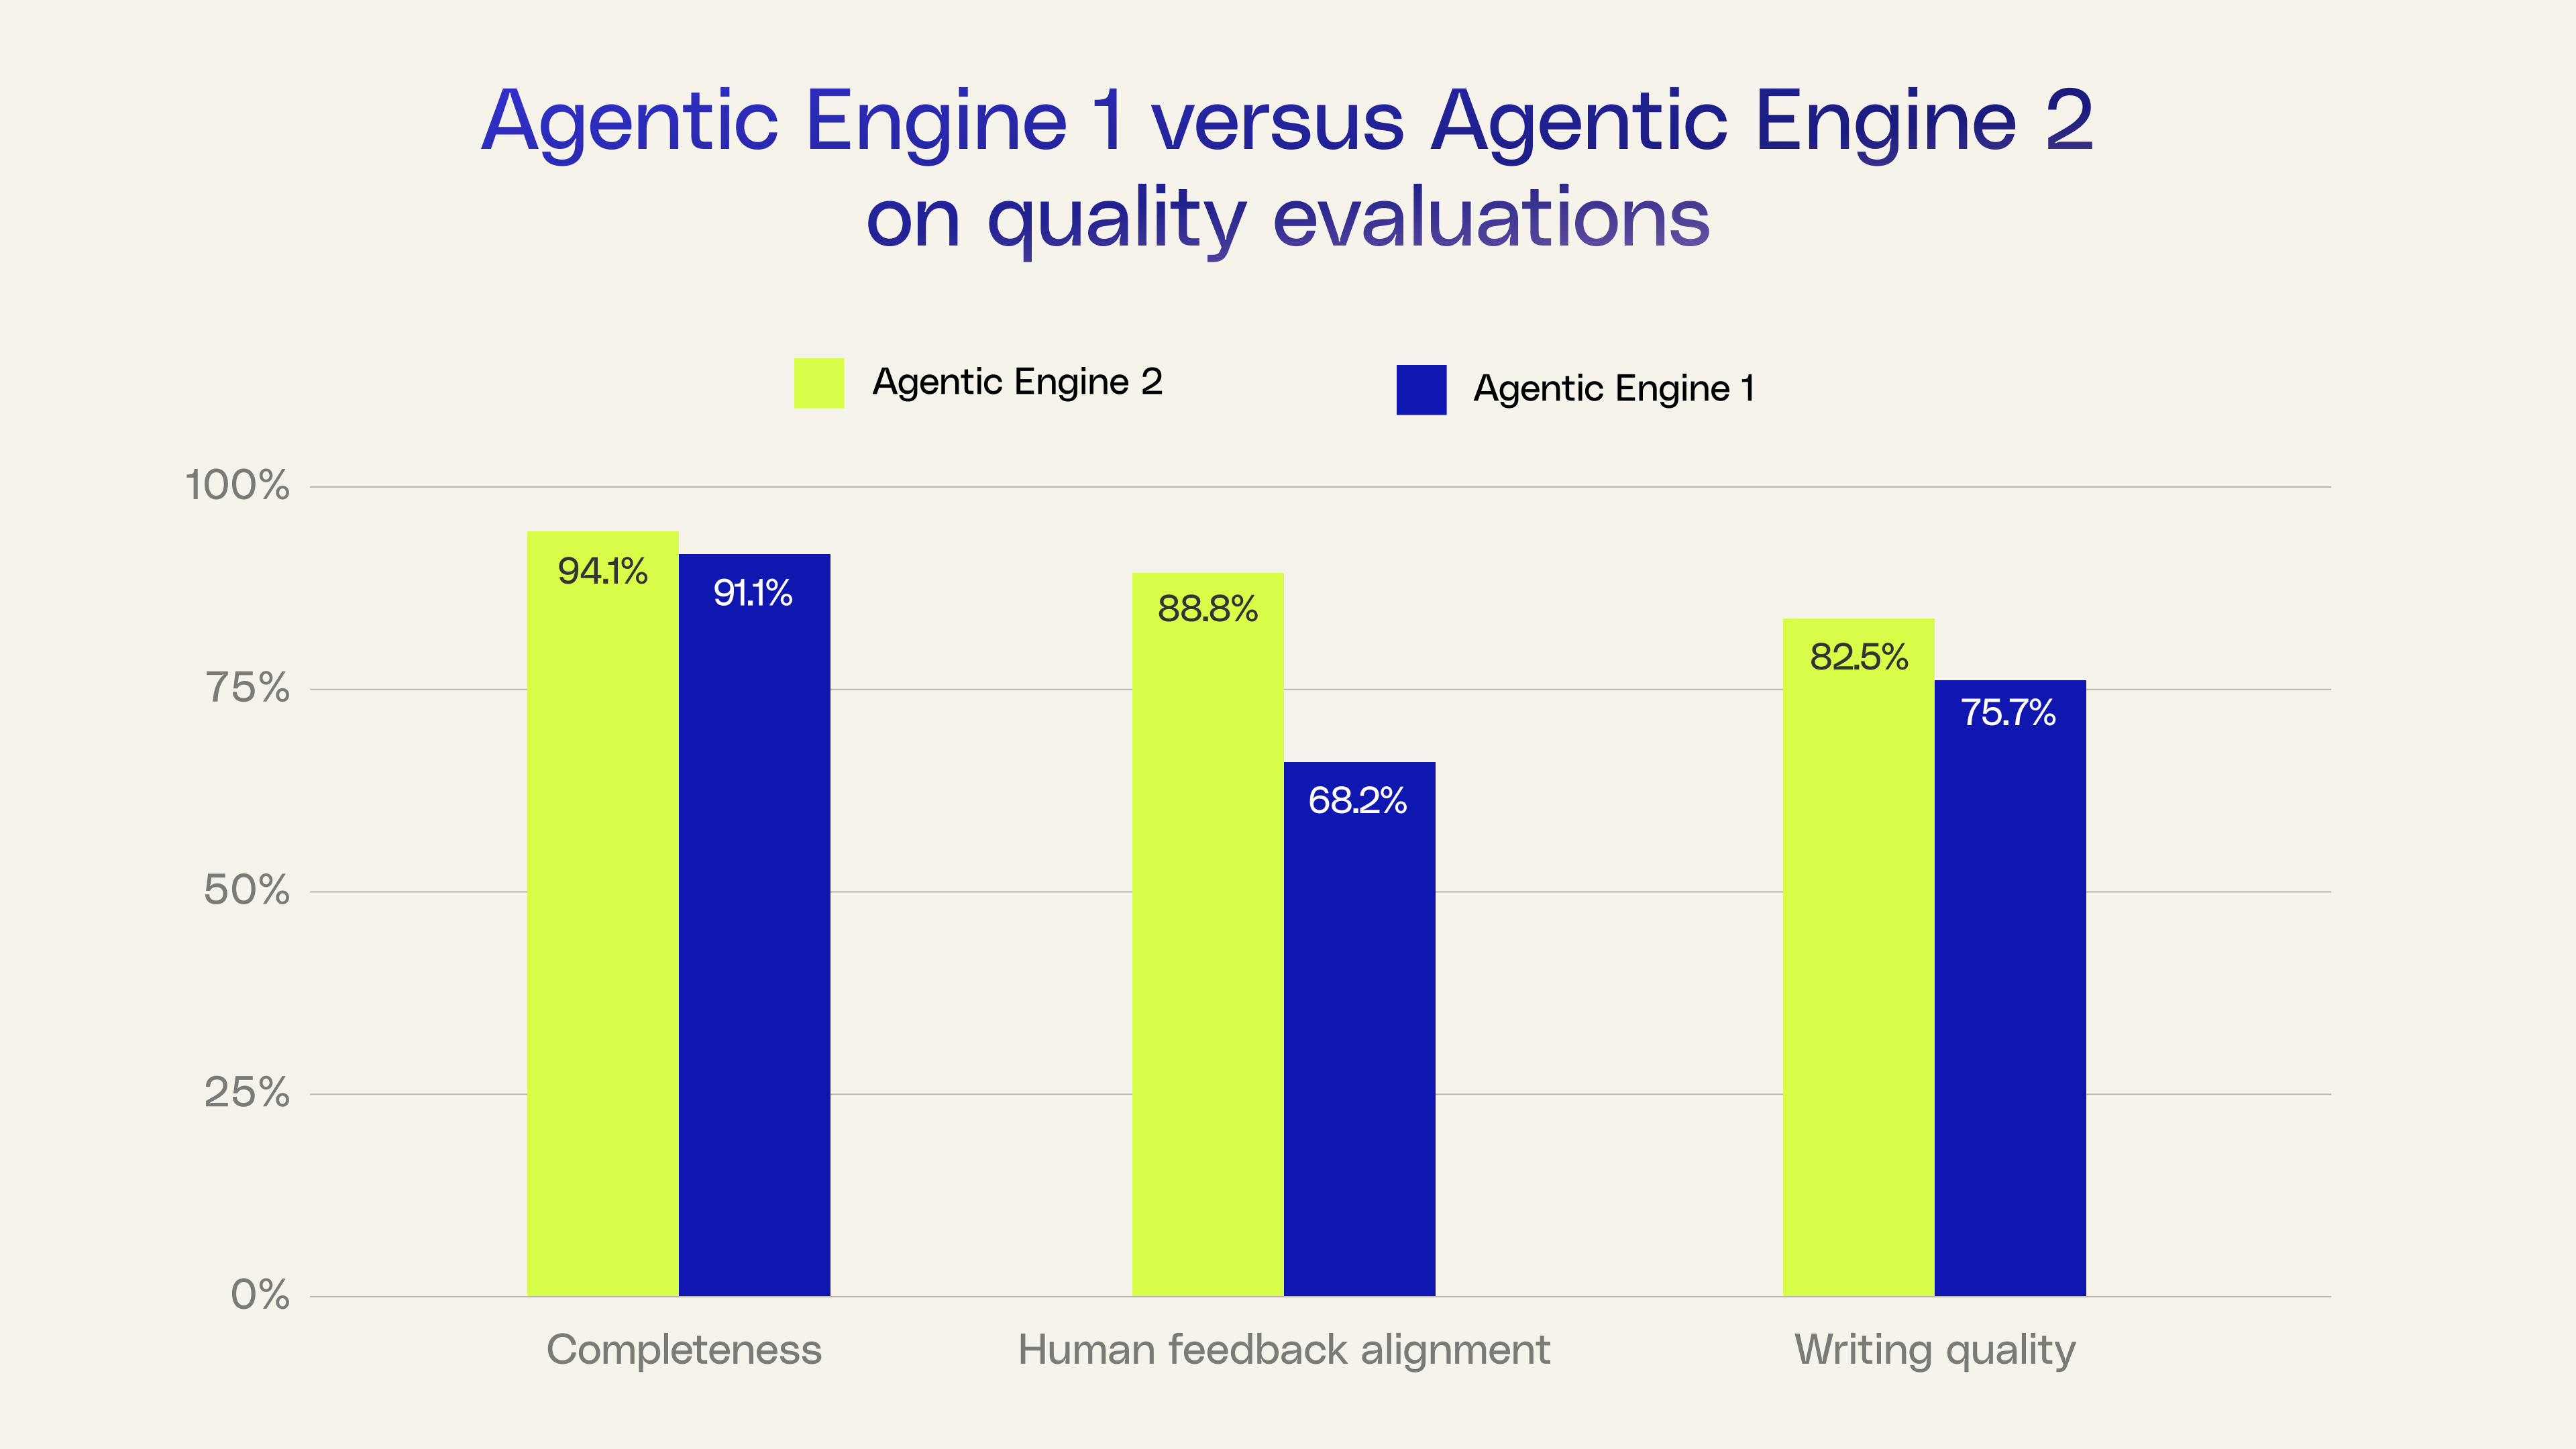 Agentic Engine 1 versus Agentic Engine 2
on quality evaluations
Agentic Engine 2
Agentic Engine 1
100%
75%
50%
25%
0%
94.1%
91.1%
88.8%
68.2%
82.5%
75.7%
Completeness
Human feedback alignment
Writing quality